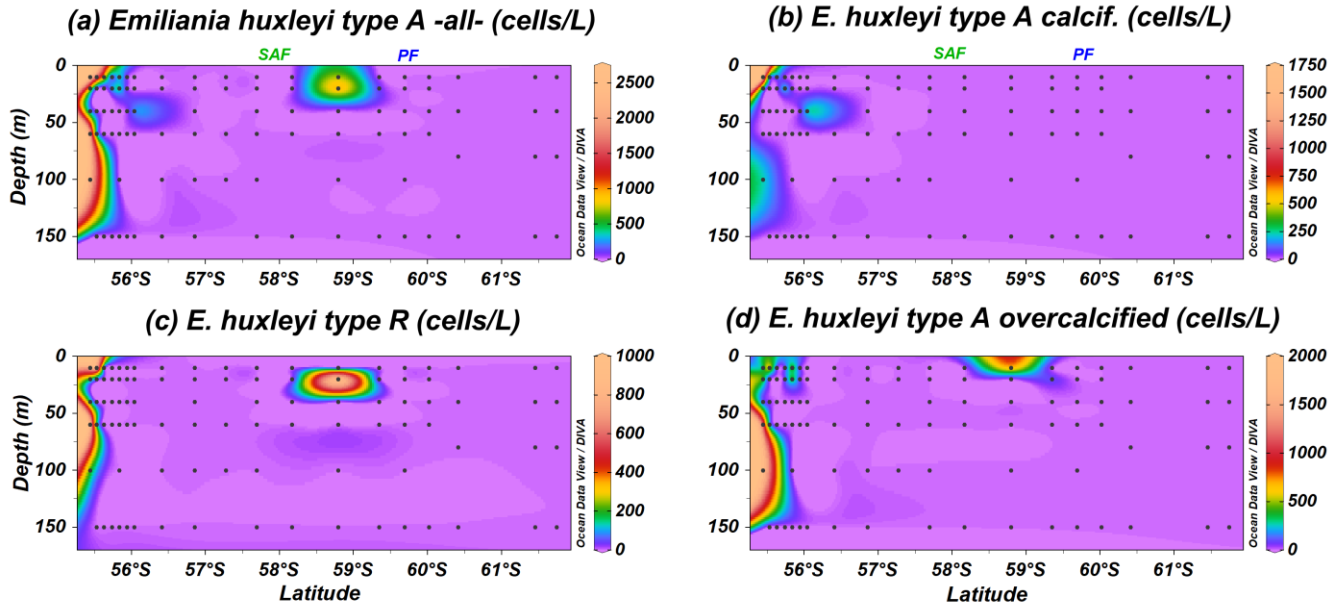 (a) Emiliania huxleyi type A -all- (cells/L)
SAF PF
Depth (m)
0
50
100
150
56°S 57°S 58°S 59°S 60°S 61°S
Ocean Data View / DIVA
2500
2000
1500
1000
500
0
(b) E. huxleyi type A calcif. (cells/L)
SAF PF
0
50
100
150
56°S 57°S 58°S 59°S 60°S 61°S
Ocean Data View / DIVA
1750
1500
1250
1000
750
500
250
0
(c) E. huxleyi type R (cells/L)
Depth (m)
0
50
100
150
56°S 57°S 58°S 59°S 60°S 61°S
Latitude
Ocean Data View / DIVA
1000
800
600
400
200
0
(d) E. huxleyi type A overcalcified (cells/L)
0
50
100
150
56°S 57°S 58°S 59°S 60°S 61°S
Latitude
Ocean Data View / DIVA
2000
1500
1000
500
0